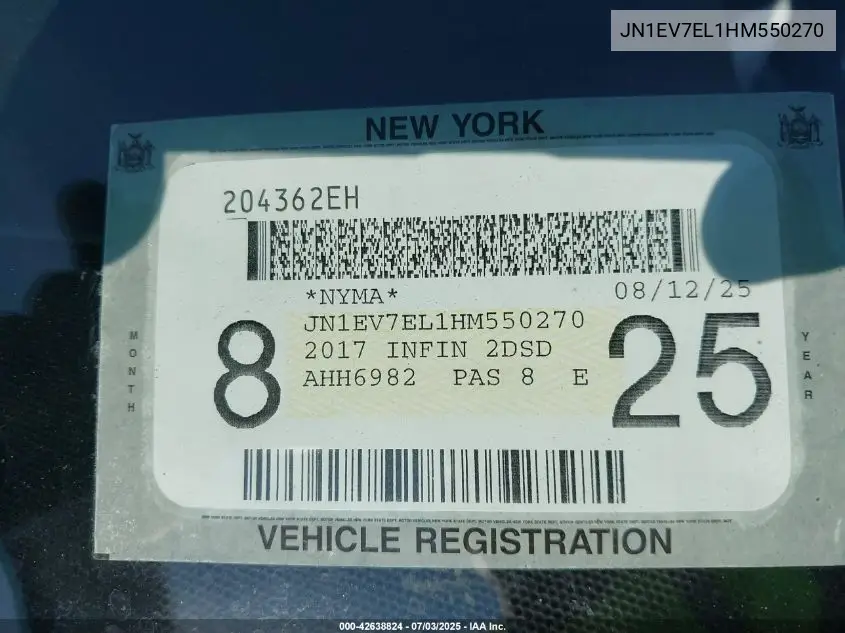 JN1EV7EL1HM550270
NEW YORK
204362EH
*NYMA* 08/12/25
JN1EV7EL1HM550270
2017 INFIN 2DSD
AHH6982 PAS 8 E
8 25
MONTH
YEAR
VEHICLE REGISTRATION
000-42638824 - 07/03/2025 - IAA Inc.